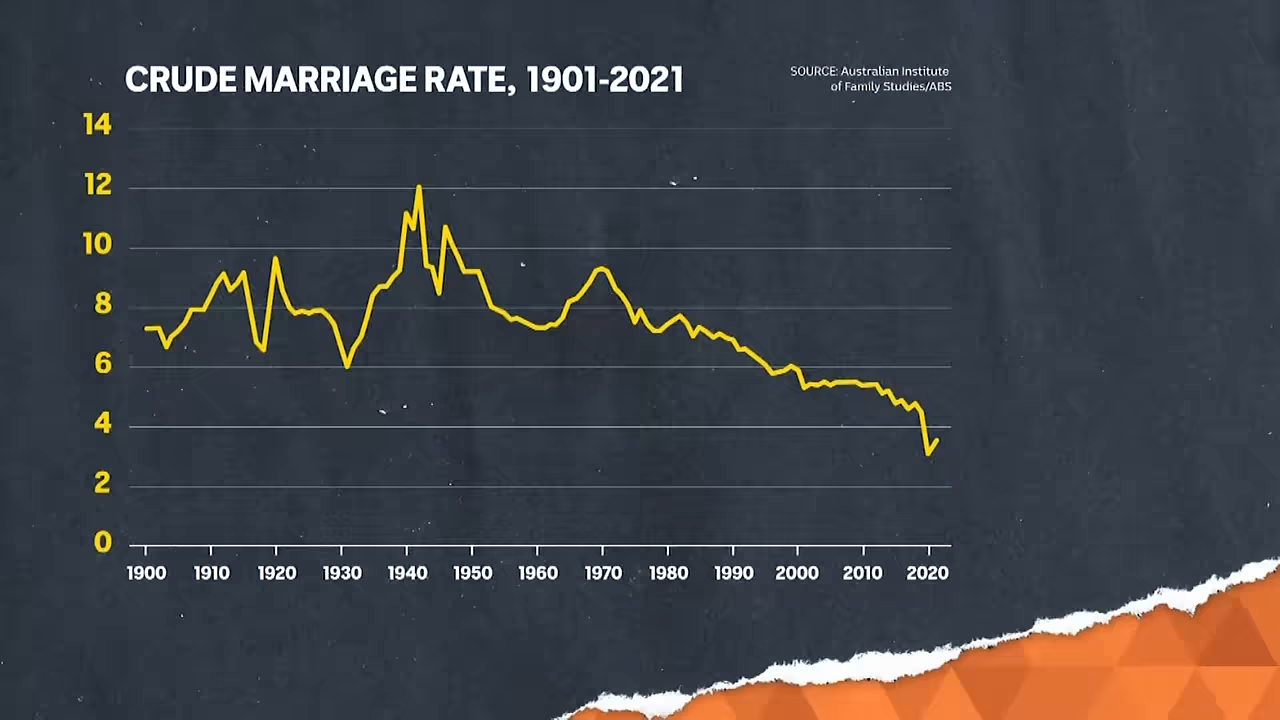 CRUDE MARRIAGE RATE, 1901-2021
SOURCE: Australian Institute
of Family Studies/ABS
14
12
10
8
6
4
2
0
1900 1910 1920 1930 1940 1950 1960 1970 1980 1990 2000 2010 2020